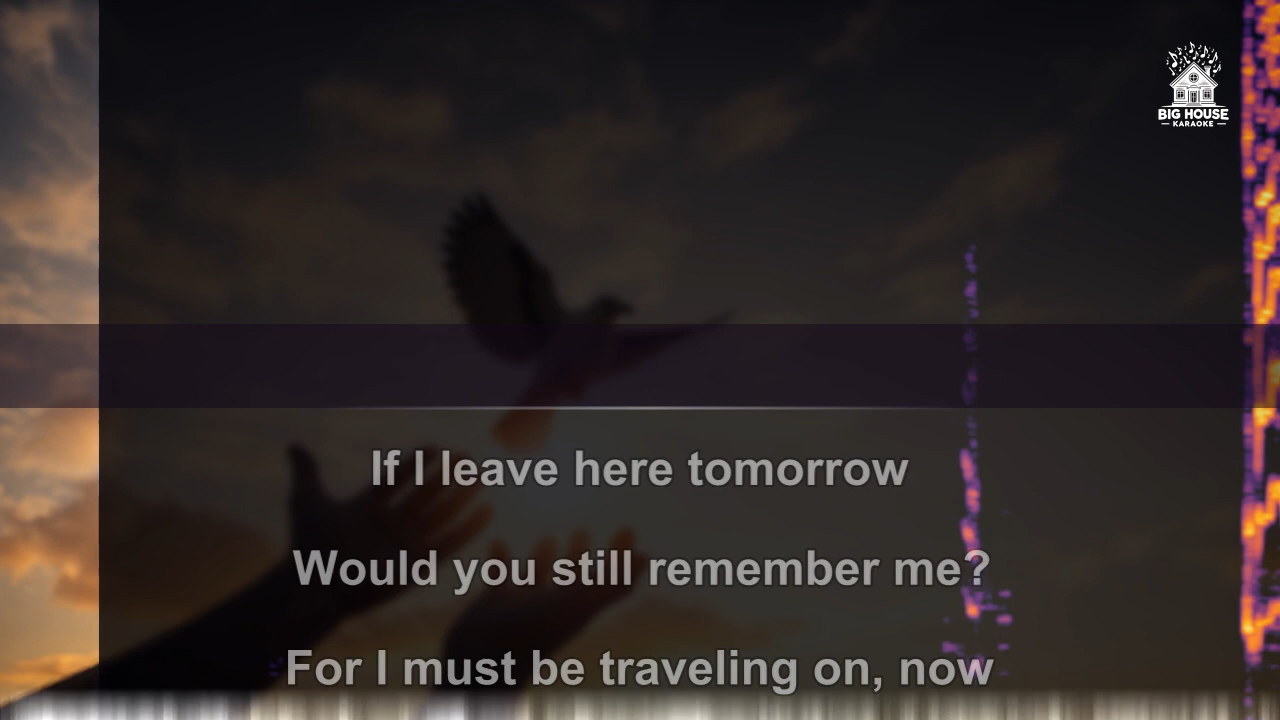 BIG HOUSE
KARAOKE
If I leave here tomorrow
Would you still remember me?
For I must be traveling on, now